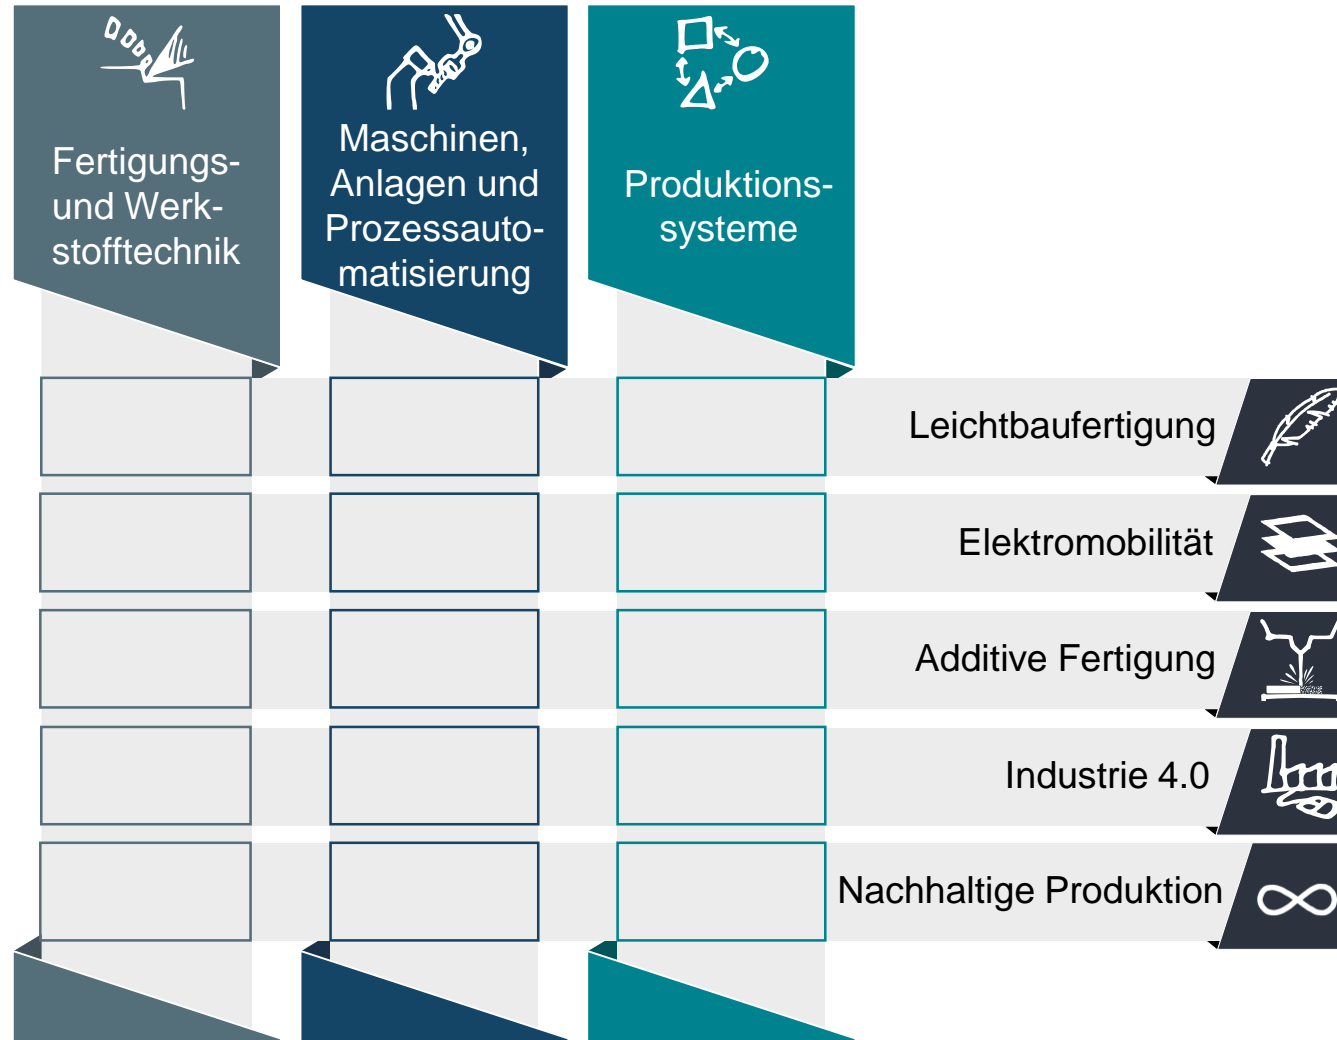 Fertigungs-
und Werk-
stofftechnik
Maschinen,
Anlagen und
Prozessauto-
matisierung
Produktions-
systeme
Leichtbaufertigung
Elektromobilität
Additive Fertigung
Industrie 4.0
Nachhaltige Produktion